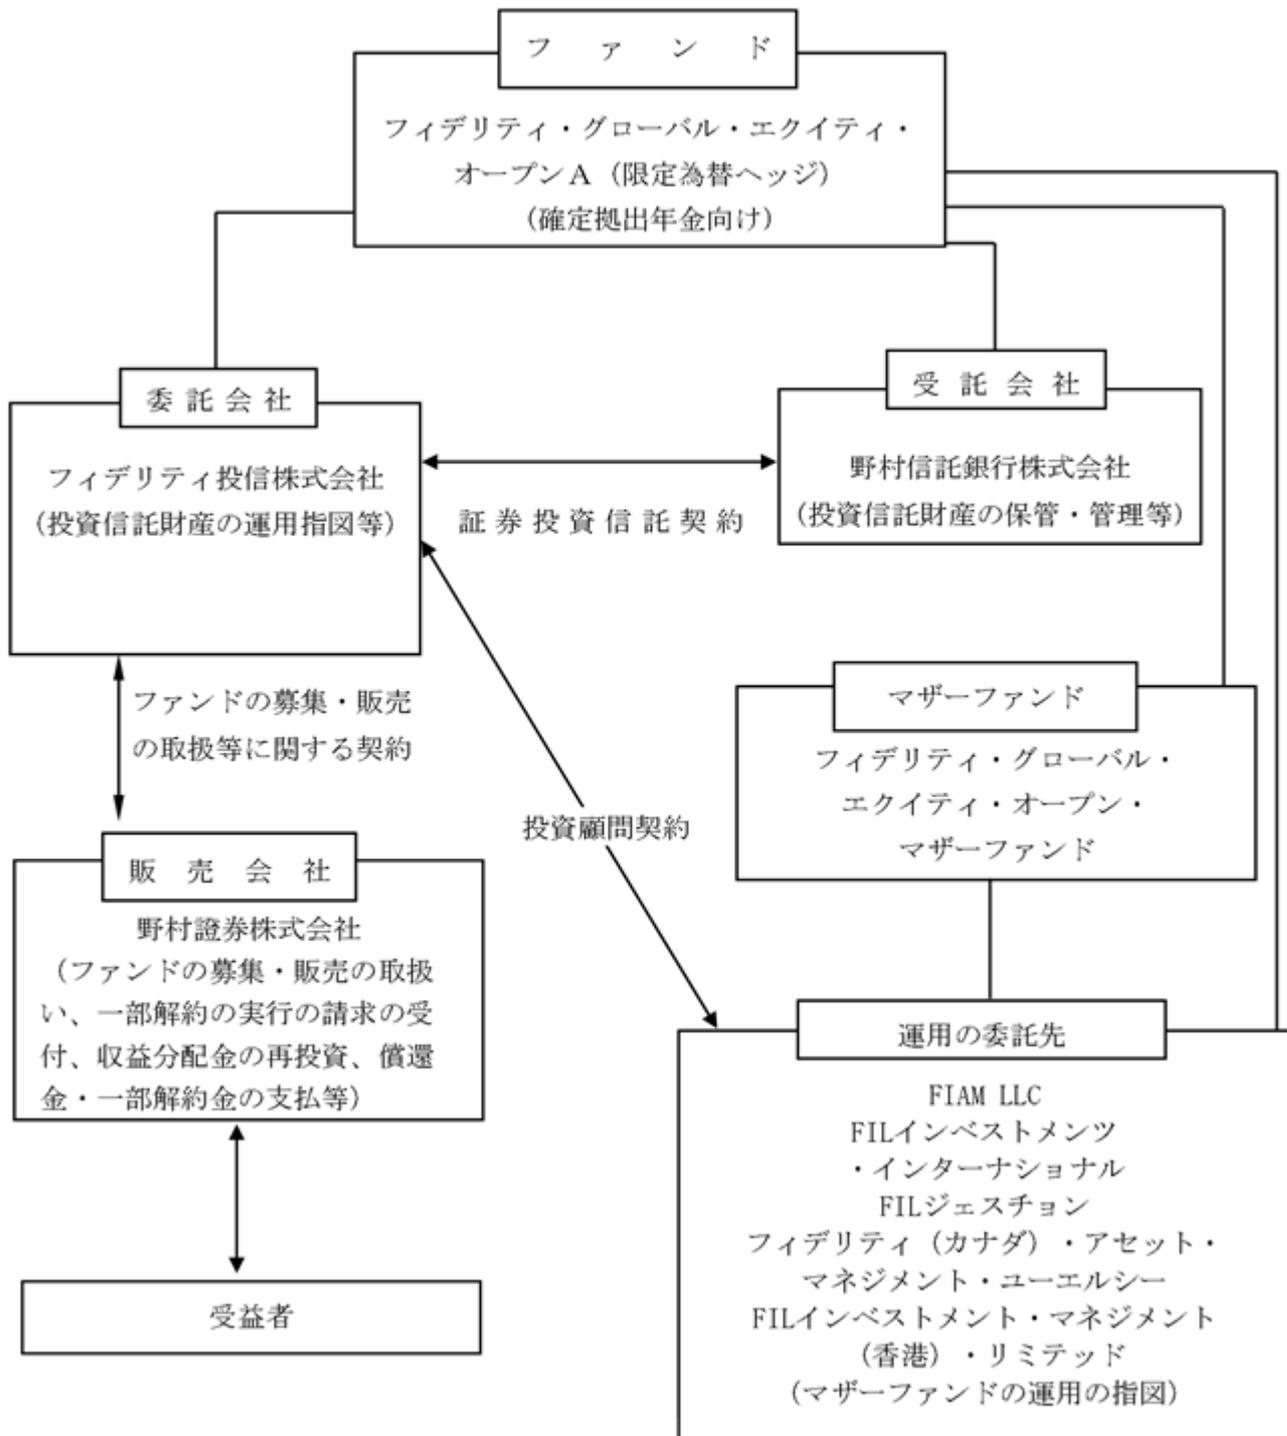 ファンド
フィデリティ・グローバル・エクイティ・
オープンA（限定為替ヘッジ）
（確定拠出年金向け）
委託会社
フィデリティ投信株式会社
（投資信託財産の運用指図等）
証券投資信託契約
受託会社
野村信託銀行株式会社
（投資信託財産の保管・管理等）
ファンドの募集・販売
の取扱等に関する契約
投資顧問契約
マザーファンド
フィデリティ・グローバル・
エクイティ・オープン・
マザーファンド
販売会社
野村證券株式会社
（ファンドの募集・販売の取扱
い、一部解約の実行の請求の受
付、収益分配金の再投資、償還
金・一部解約金の支払等）
受益者
運用の委託先
FIAM LLC
FILインベストメンツ
・インターナショナル
FILジェスチョン
フィデリティ（カナダ）・アセット・
マネジメント・ユーエルシー
FILインベストメント・マネジメント
（香港）・リミテッド
（マザーファンドの運用の指図）